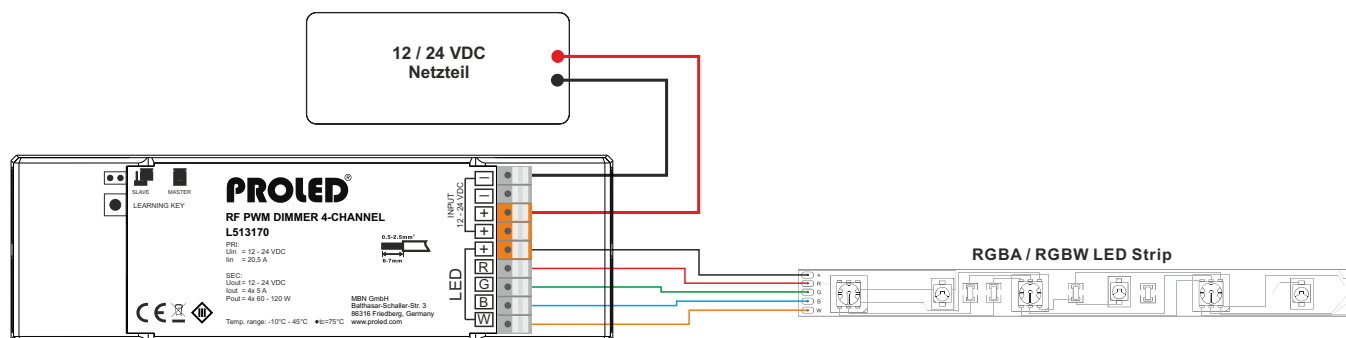 12 / 24 VDC
Netzteil
SLAVE
MASTER
LEARNING KEY
PROLED®
RF PWM DIMMER 4-CHANNEL
L513170
PRI:
Uin = 12 - 24 VDC
Iin = 20,5 A
SEC:
Uout = 12 - 24 VDC
Iout = 4x 5 A
Pout = 4x 60 - 120 W
Temp. range: -10°C - 45°C ●tc=75°C
0.5-2.5mm²
6-7mm
MBN GmbH
Balthasar-Schaller-Str. 3
86316 Friedberg, Germany
www.proled.com
CE
III
INPUT
12 - 24 VDC
−
−
+
+
LED
+
R
G
B
W
RGBA / RGBW LED Strip
+
R
G
B
W